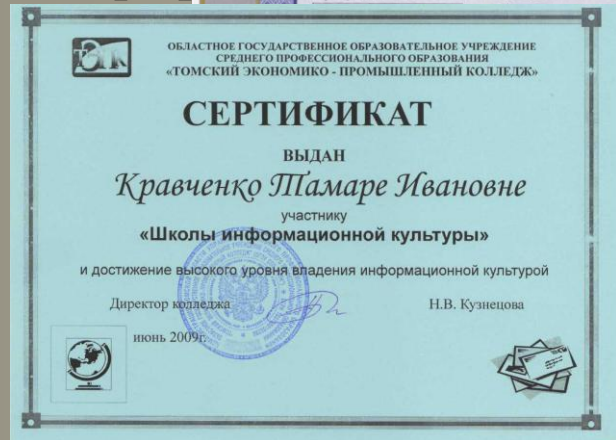 ОБЛАСТНОЕ ГОСУДАРСТВЕННОЕ ОБРАЗОВАТЕЛЬНОЕ УЧРЕЖДЕНИЕ
СРЕДНЕГО ПРОФЕССИОНАЛЬНОГО ОБРАЗОВАНИЯ
«ТОМСКИЙ ЭКОНОМИКО - ПРОМЫШЛЕННЫЙ КОЛЛЕДЖ»
СЕРТИФИКАТ
ВЫДАН
Кравченко Тамаре Ивановне
участнику
«Школы информационной культуры»
и достижение высокого уровня владения информационной культурой
Директор колледжа Н.В. Кузнецова
июнь 2009г.